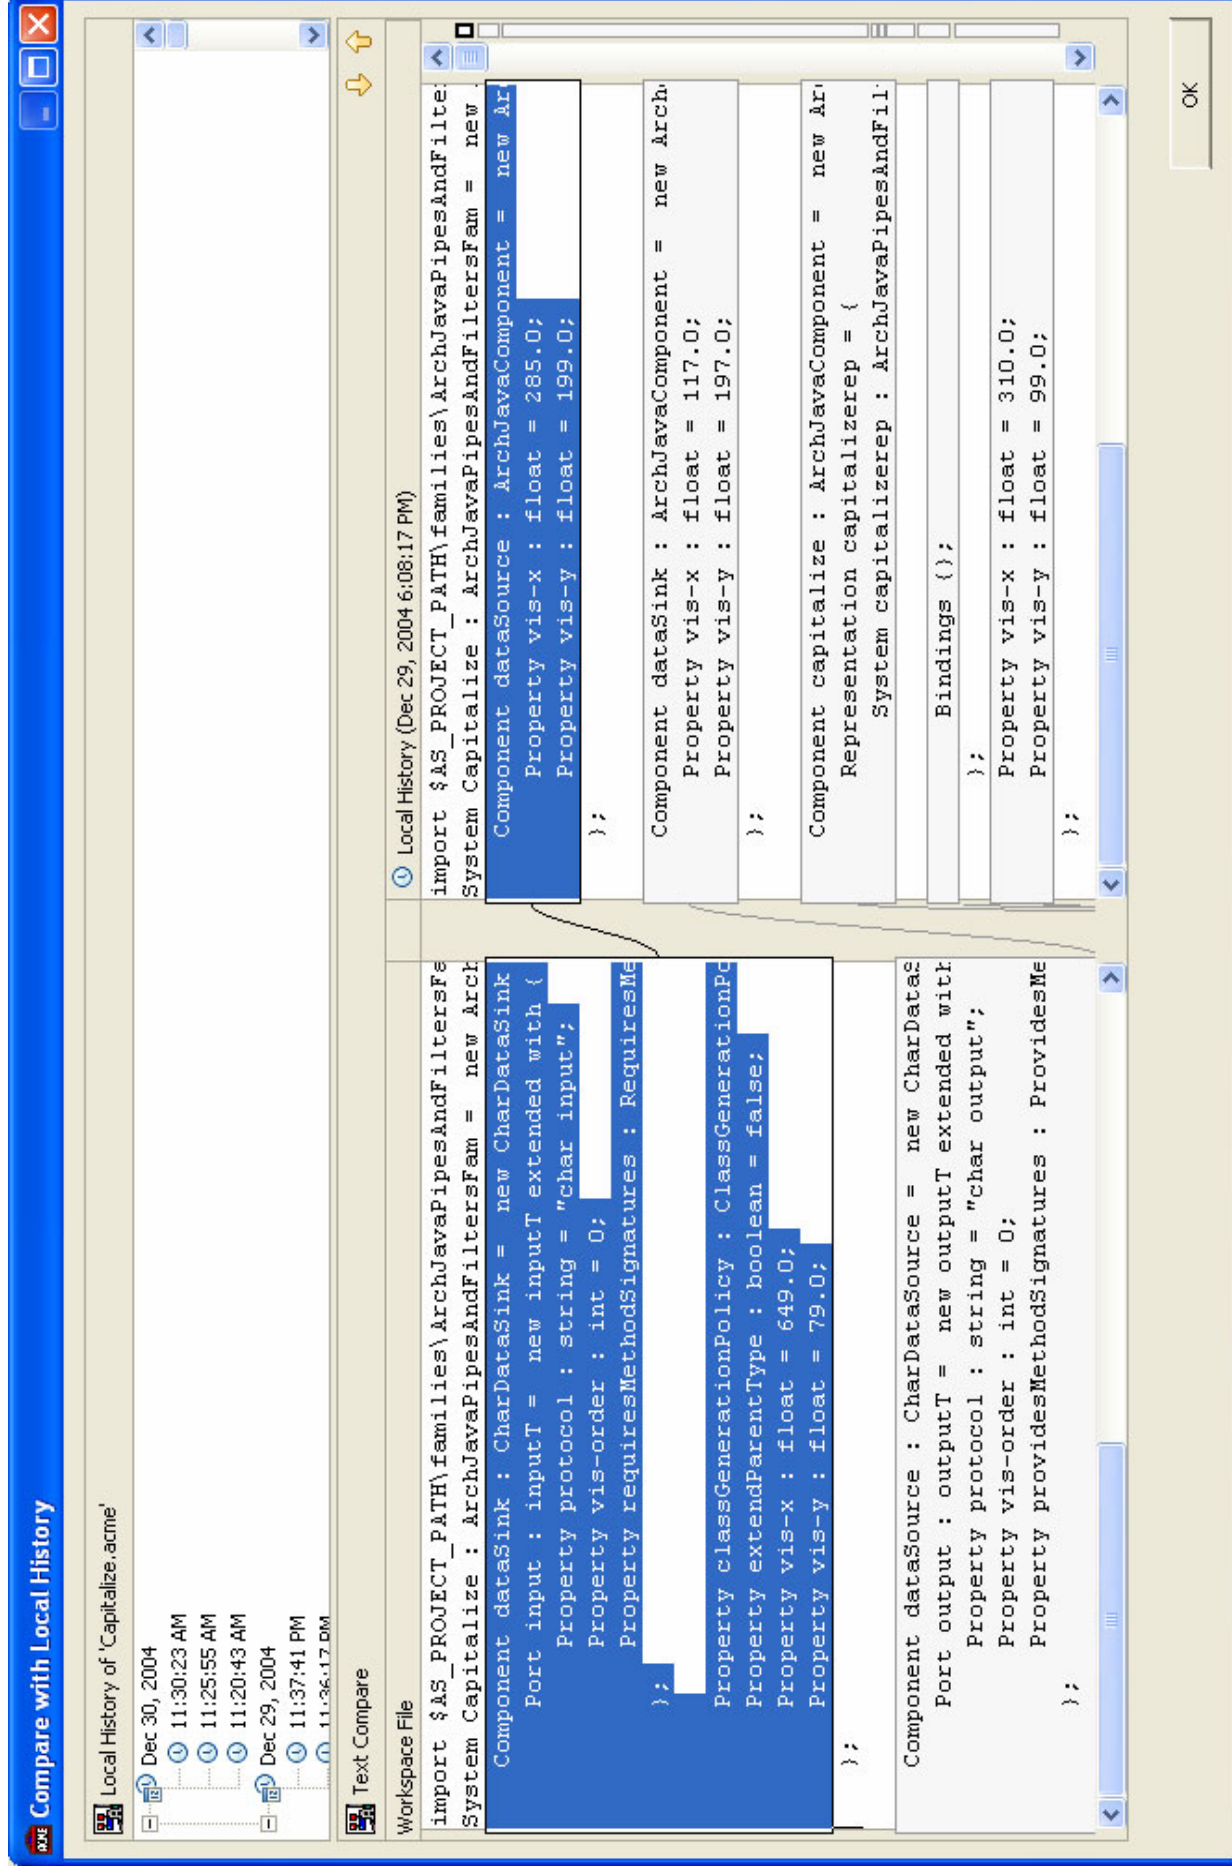 ACME Compare with Local History
Local History of 'Capitalize.acme'
Dec 30, 2004
11:30:23 AM
11:25:55 AM
11:20:43 AM
Dec 29, 2004
11:37:41 PM
11:36:17 PM
Text Compare
Workspace File
import $AS_PROJECT_PATH\families\ArchJavaPipesAndFiltersFa
System Capitalize : ArchJavaPipesAndFiltersFam = new Arch
Component dataSink : CharDataSink = new CharDataSink
Port input : inputT = new inputT extended with {
Property protocol : string = "char input";
Property vis-order : int = 0;
Property requiresMethodSignatures : RequiresMe
};
Property classGenerationPolicy : ClassGenerationPo
Property extendParentType : boolean = false;
Property vis-x : float = 649.0;
Property vis-y : float = 79.0;
};
Component dataSource : CharDataSource = new CharDataS
Port output : outputT = new outputT extended with
Property protocol : string = "char output";
Property vis-order : int = 0;
Property providesMethodSignatures : ProvidesMe
};
Local History (Dec 29, 2004 6:08:17 PM)
import $AS_PROJECT_PATH\families\ArchJavaPipesAndFilte
System Capitalize : ArchJavaPipesAndFiltersFam = new
Component dataSource : ArchJavaComponent = new Ar
Property vis-x : float = 285.0;
Property vis-y : float = 199.0;
};
Component dataSink : ArchJavaComponent = new Arch
Property vis-x : float = 117.0;
Property vis-y : float = 197.0;
};
Component capitalize : ArchJavaComponent = new Ar
Representation capitalizerep = {
System capitalizerep : ArchJavaPipesAndFil
Bindings {};
};
Property vis-x : float = 310.0;
Property vis-y : float = 99.0;
};
OK